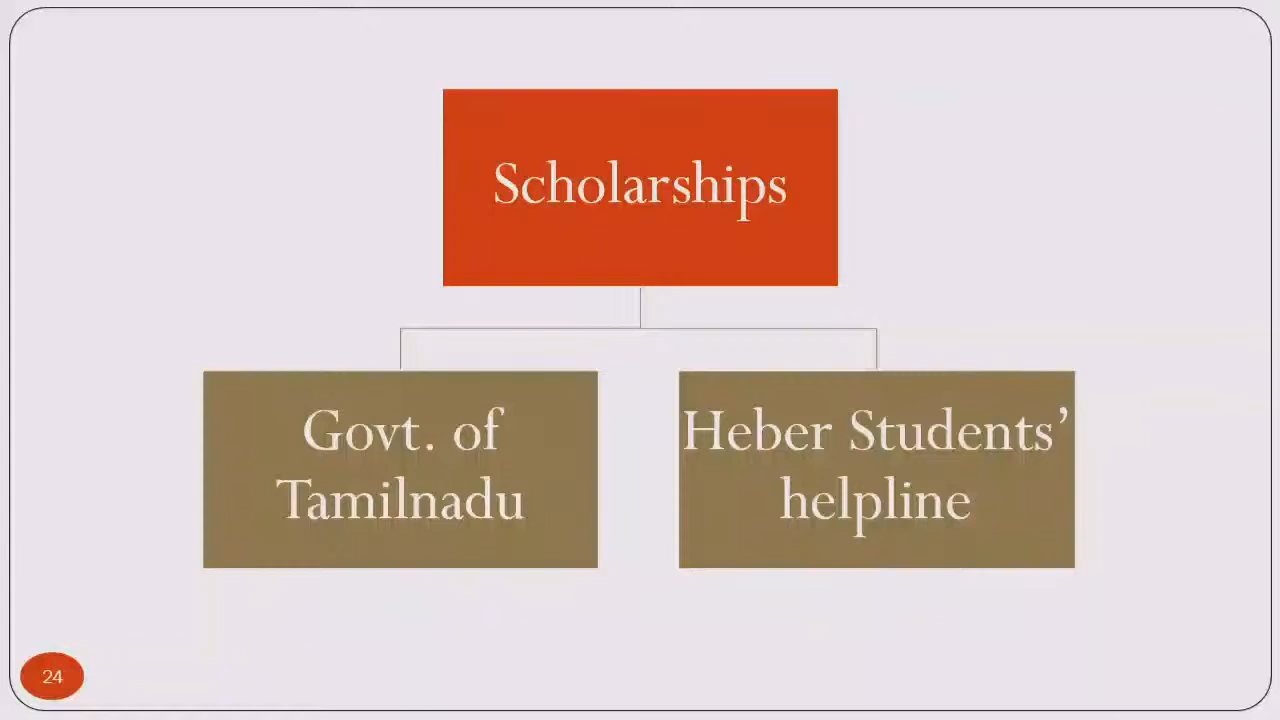 Scholarships
Govt. of
Tamilnadu
Heber Students’
helpline
24